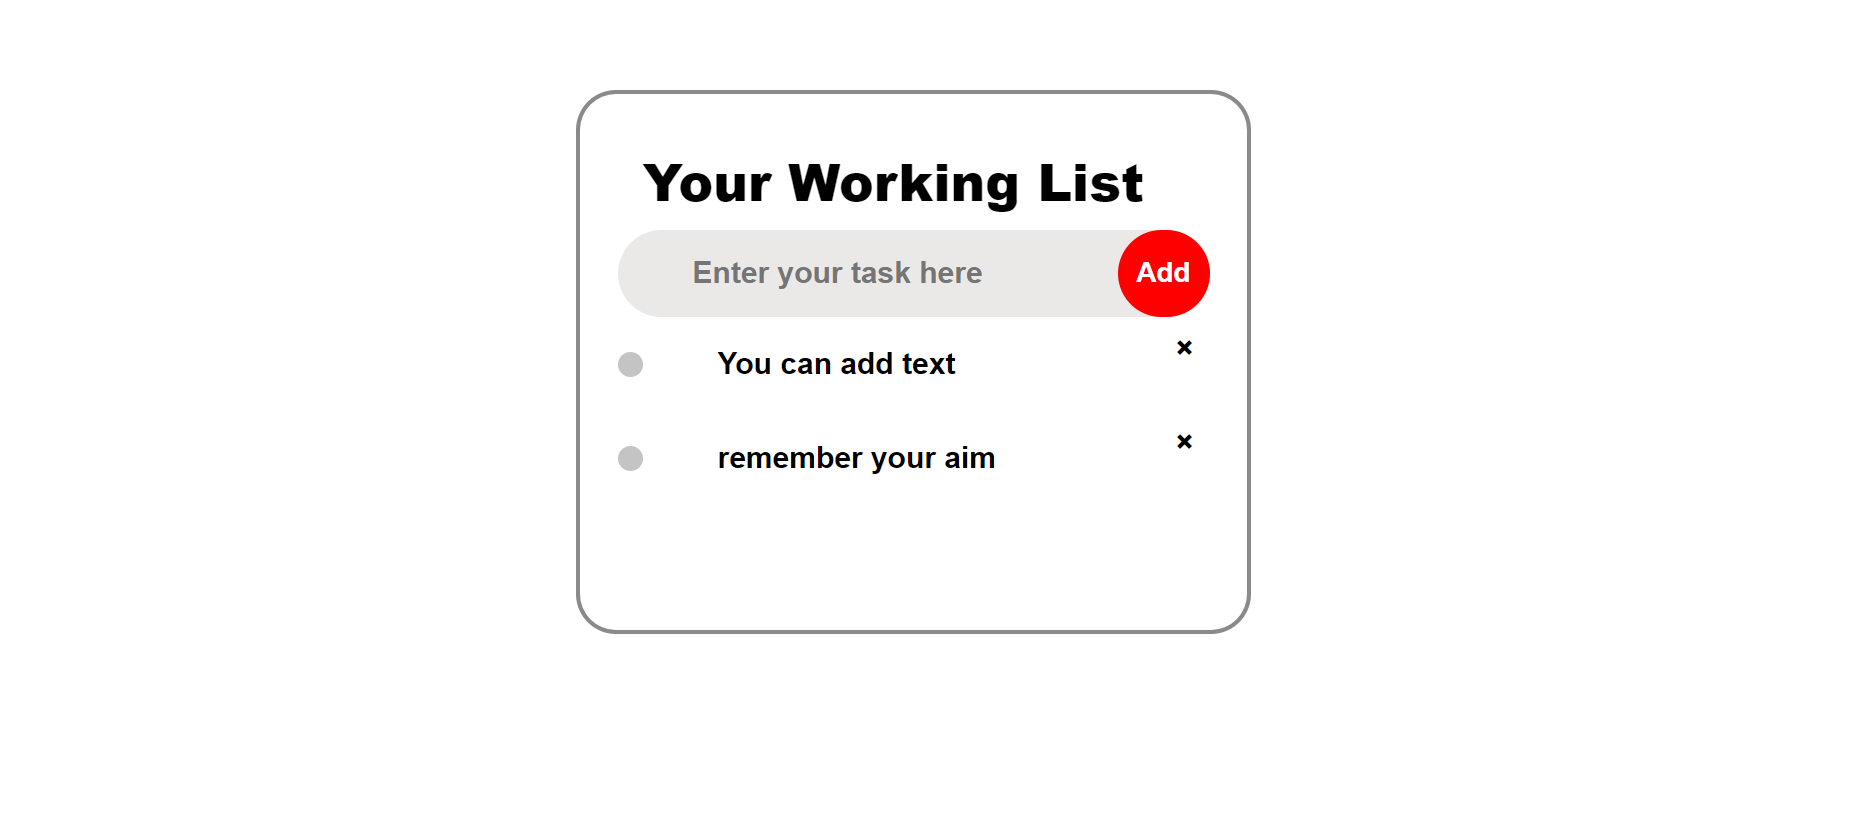 Your Working List
Enter your task here
Add
You can add text
×
remember your aim
×